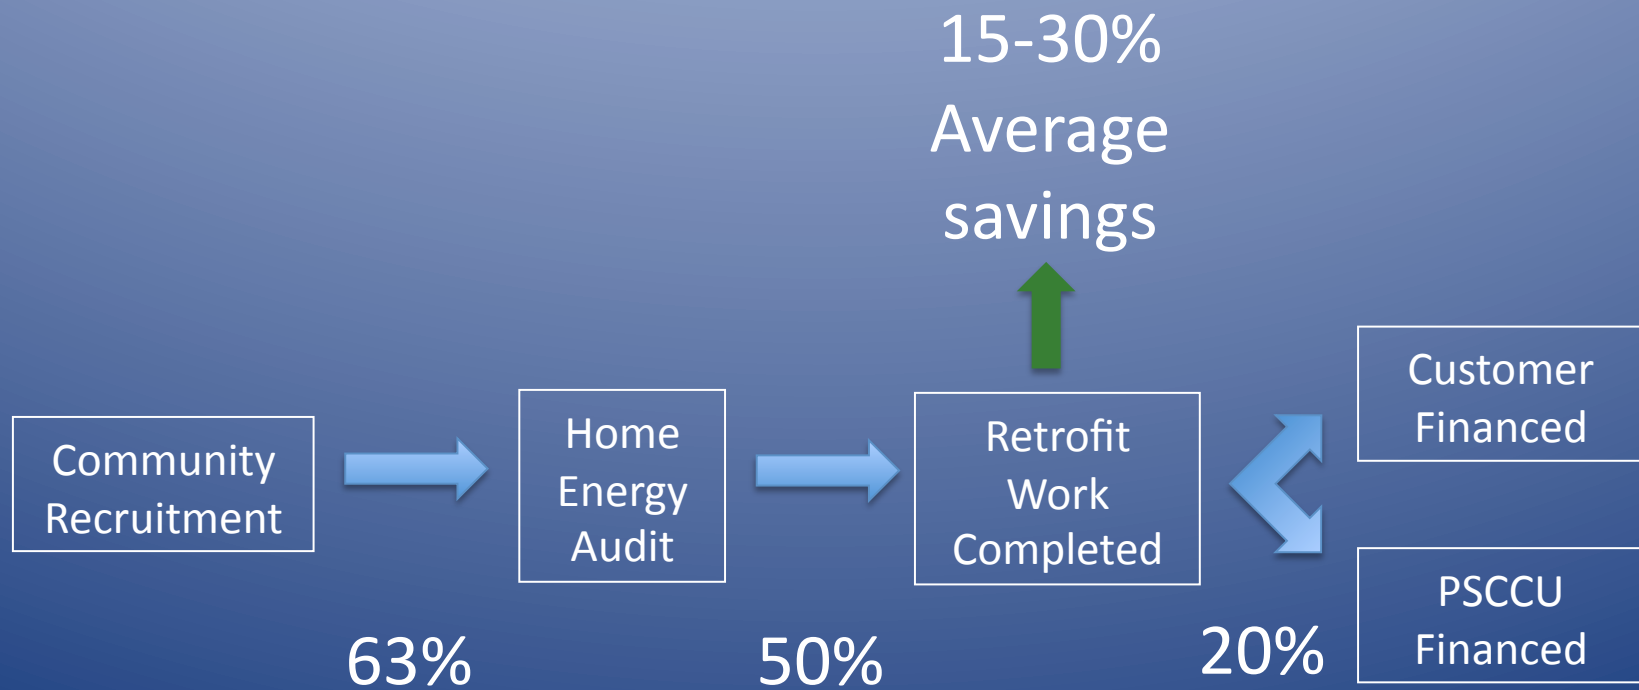 15-30%
Average
savings
Community
Recruitment
Home
Energy
Audit
Retrofit
Work
Completed
Customer
Financed
PSCCU
Financed
63%
50%
20%